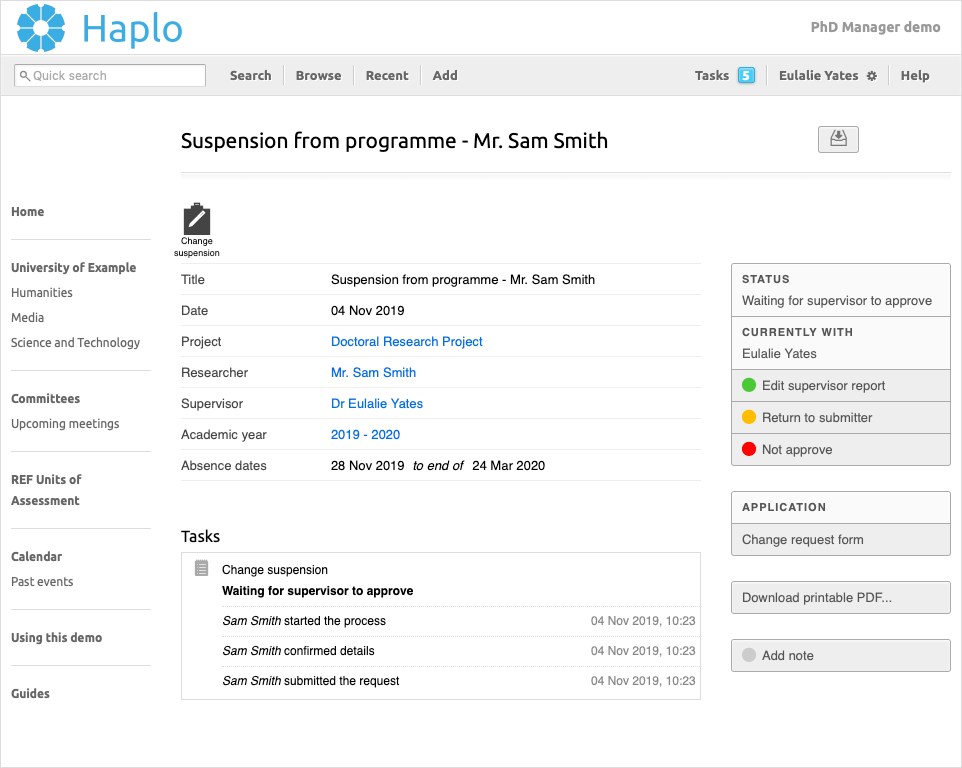 Haplo
PhD Manager demo
Quick search
Search
Browse
Recent
Add
Tasks 5
Eulalie Yates
Help
Suspension from programme - Mr. Sam Smith
Home
University of Example
Humanities
Media
Science and Technology
Committees
Upcoming meetings
REF Units of
Assessment
Calendar
Past events
Using this demo
Guides
Change
suspension
Title Suspension from programme - Mr. Sam Smith
Date 04 Nov 2019
Project Doctoral Research Project
Researcher Mr. Sam Smith
Supervisor Dr Eulalie Yates
Academic year 2019 - 2020
Absence dates 28 Nov 2019 to end of 24 Mar 2020
Tasks
Change suspension
Waiting for supervisor to approve
Sam Smith started the process 04 Nov 2019, 10:23
Sam Smith confirmed details 04 Nov 2019, 10:23
Sam Smith submitted the request 04 Nov 2019, 10:23
STATUS
Waiting for supervisor to approve
CURRENTLY WITH
Eulalie Yates
Edit supervisor report
Return to submitter
Not approve
APPLICATION
Change request form
Download printable PDF...
Add note